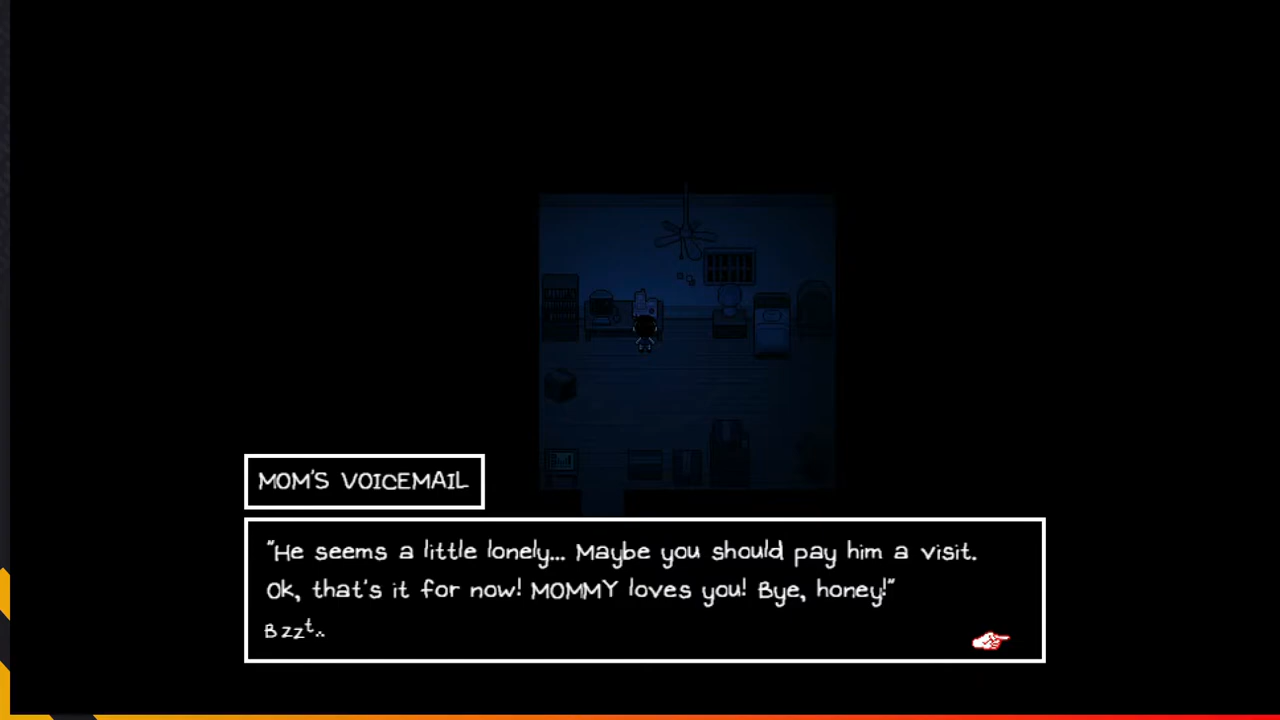 MOM'S VOICEMAIL
"He seems a little lonely... Maybe you should pay him a visit.
Ok, that's it for now! MOMMY loves you! Bye, honey!"
Bzzt..